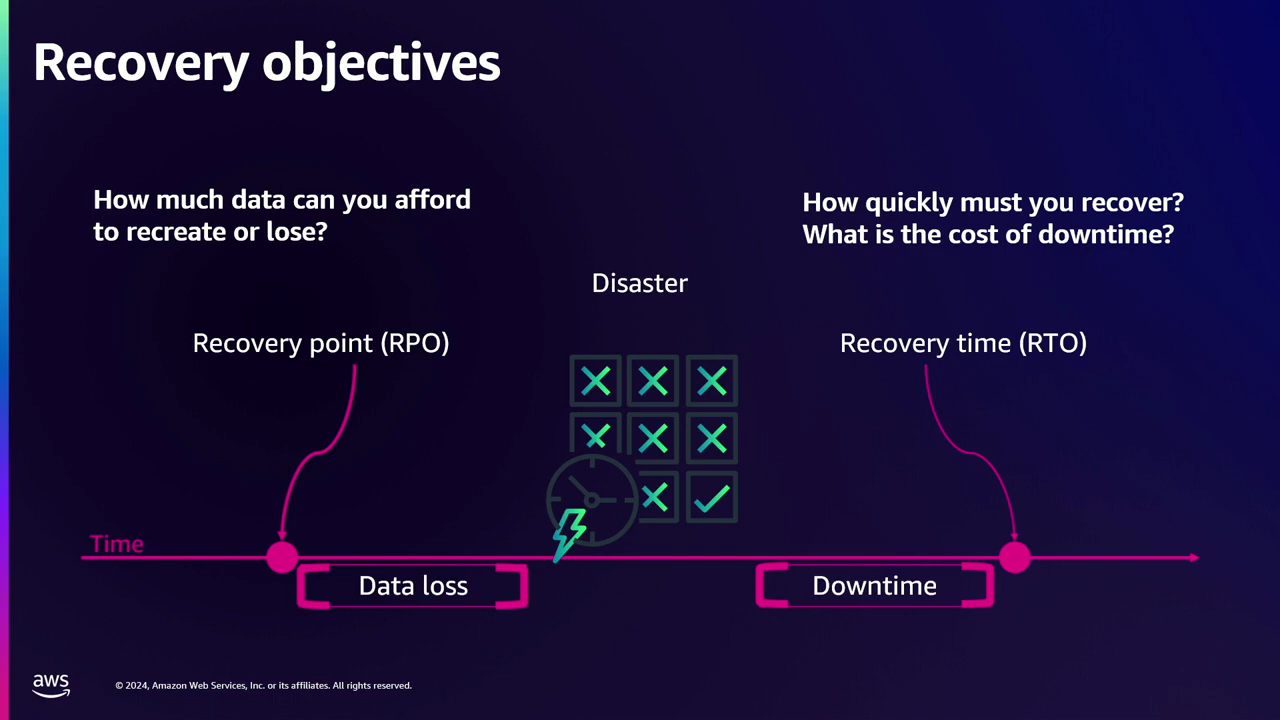 Recovery objectives
How much data can you afford
to recreate or lose?
How quickly must you recover?
What is the cost of downtime?
Disaster
Recovery point (RPO)
Recovery time (RTO)
Time
Data loss
Downtime
aws
© 2024, Amazon Web Services, Inc. or its affiliates. All rights reserved.